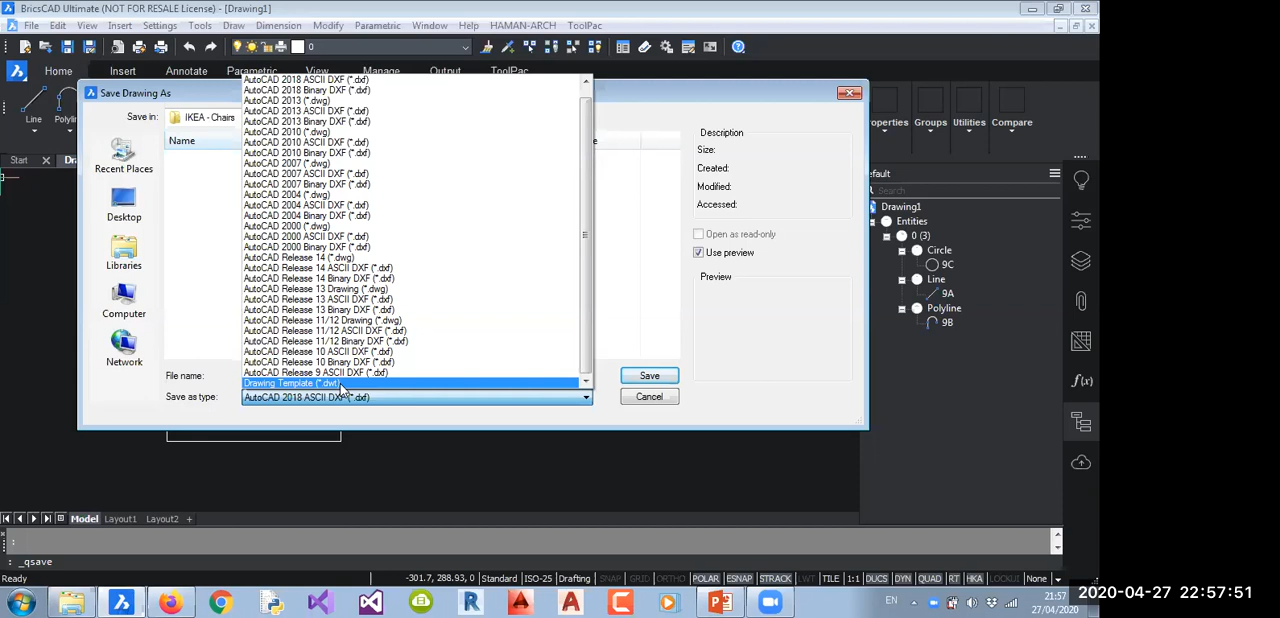 BricsCAD Ultimate (NOT FOR RESALE License) - [Drawing1]
File Edit View Insert Settings Tools Draw Dimension Modify Parametric Window Help HAMAN-ARCH ToolPac
0
Home Insert Annotate Parametric View Manage Output ToolPac
Line
roperties Groups Utilities Compare
Start
Save Drawing As
Save in: IKEA - Chairs
Name
Recent Places
Desktop
Libraries
Computer
Network
AutoCAD 2018 ASCII DXF (*.dxf)
AutoCAD 2018 Binary DXF (*.dxf)
AutoCAD 2013 (*.dwg)
AutoCAD 2013 ASCII DXF (*.dxf)
AutoCAD 2013 Binary DXF (*.dxf)
AutoCAD 2010 (*.dwg)
AutoCAD 2010 ASCII DXF (*.dxf)
AutoCAD 2010 Binary DXF (*.dxf)
AutoCAD 2007 (*.dwg)
AutoCAD 2007 ASCII DXF (*.dxf)
AutoCAD 2007 Binary DXF (*.dxf)
AutoCAD 2004 (*.dwg)
AutoCAD 2004 ASCII DXF (*.dxf)
AutoCAD 2004 Binary DXF (*.dxf)
AutoCAD 2000 (*.dwg)
AutoCAD 2000 ASCII DXF (*.dxf)
AutoCAD 2000 Binary DXF (*.dxf)
AutoCAD Release 14 (*.dwg)
AutoCAD Release 14 ASCII DXF (*.dxf)
AutoCAD Release 14 Binary DXF (*.dxf)
AutoCAD Release 13 Drawing (*.dwg)
AutoCAD Release 13 ASCII DXF (*.dxf)
AutoCAD Release 13 Binary DXF (*.dxf)
AutoCAD Release 11/12 Drawing (*.dwg)
AutoCAD Release 11/12 ASCII DXF (*.dxf)
AutoCAD Release 11/12 Binary DXF (*.dxf)
AutoCAD Release 10 ASCII DXF (*.dxf)
AutoCAD Release 10 Binary DXF (*.dxf)
AutoCAD Release 9 ASCII DXF (*.dxf)
Drawing Template (*.dwt)
File name:
Save as type: AutoCAD 2018 ASCII DXF (*.dxf)
Save
Cancel
Description
Size:
Created:
Modified:
Accessed:
Open as read-only
Use preview
Preview
efault
Search
Drawing1
Entities
0 (3)
Circle
9C
Line
9A
Polyline
9B
f(x)
Model Layout1 Layout2 +
:
: _qsave
Ready -301.7, 288.93, 0 Standard ISO-25 Drafting SNAP GRID ORTHO POLAR ESNAP STRACK LWT TILE 1:1 DUCS DYN QUAD RT HKA LOCKUI None
EN
21:57
27/04/2020
2020-04-27 22:57:51